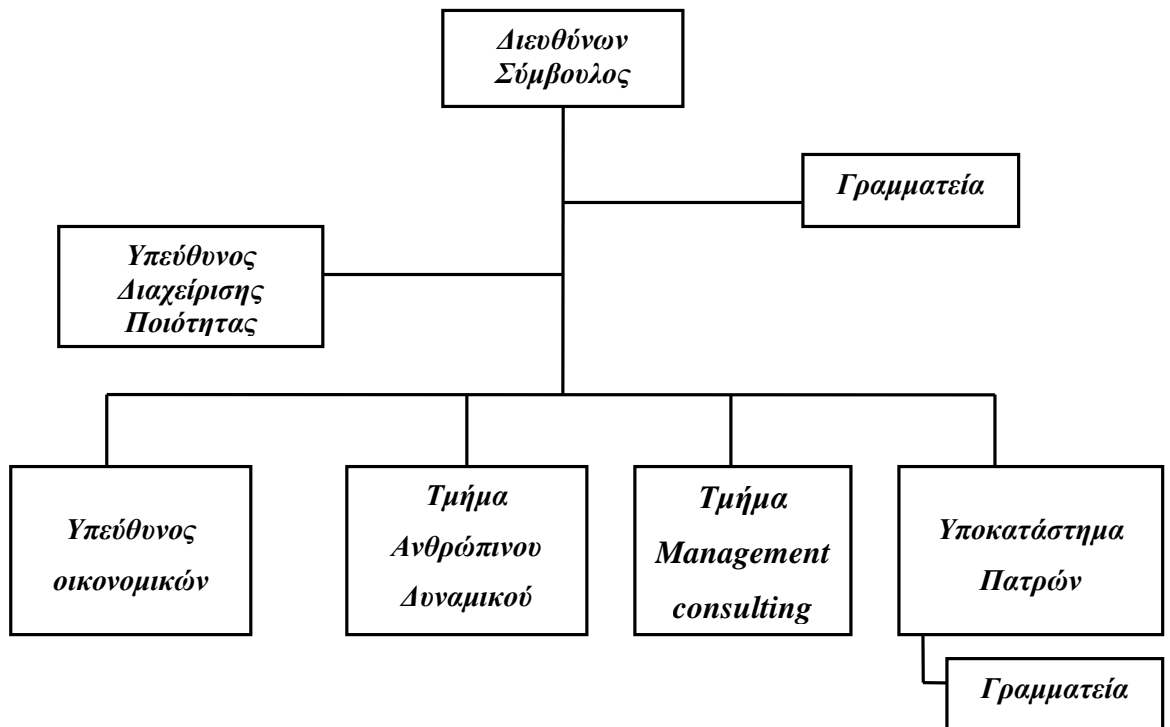 Διευθύνων
Σύμβουλος
Γραμματεία
Υπεύθυνος
Διαχείρισης
Ποιότητας
Υπεύθυνος
οικονομικών
Τμήμα
Ανθρώπινου
Δυναμικού
Τμήμα
Management
consulting
Υποκατάστημα
Πατρών
Γραμματεία